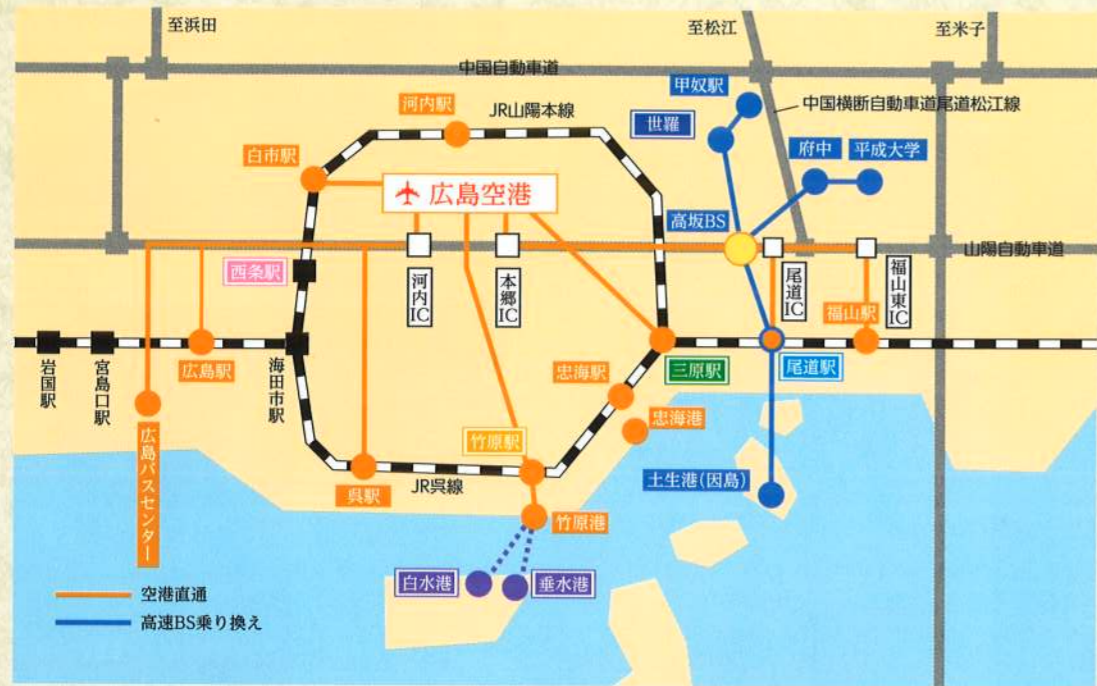 至浜田
至松江
至米子
中国自動車道
甲奴駅
河内駅
JR山陽本線
中国横断自動車道尾道松江線
世羅
白市駅
府中
平成大学
広島空港
高坂BS
山陽自動車道
西条駅
河内IC
本郷IC
尾道IC
福山東IC
福山駅
岩国駅
宮島口駅
広島駅
海田市駅
忠海駅
三原駅
尾道駅
広島バスセンター
忠海港
竹原駅
呉駅
JR呉線
土生港(因島)
竹原港
白水港
垂水港
空港直通
高速BS乗り換え